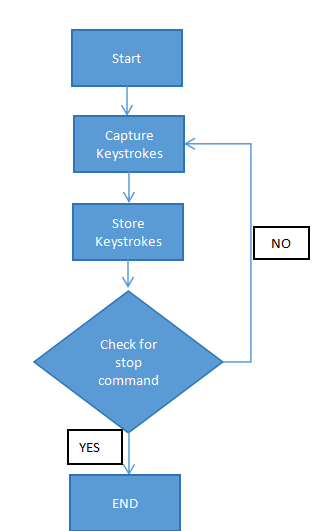 Start
Capture
Keystrokes
Store
Keystrokes
NO
Check for
stop
command
YES
END